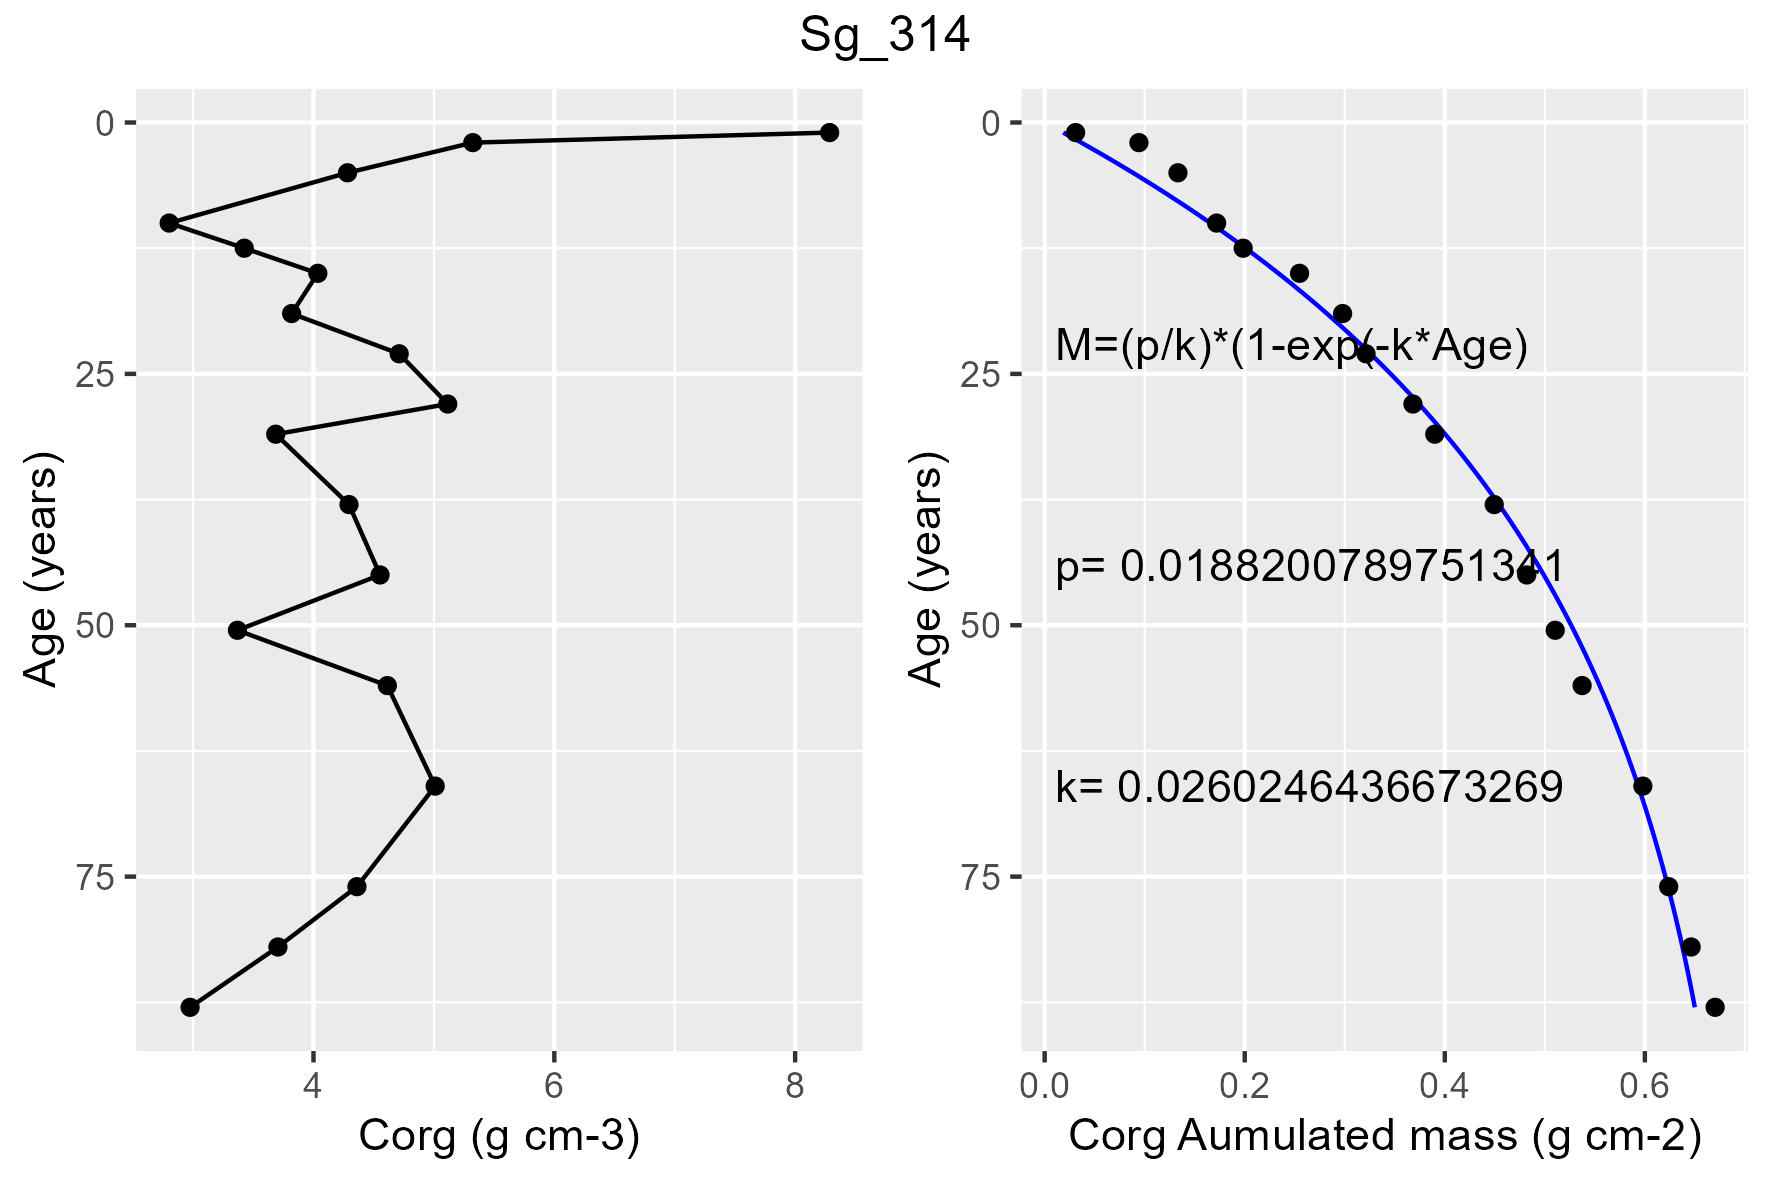 Sg_314
0
25
50
75
Age (years)
4
6
8
Corg (g cm-3)
0
25
50
75
Age (years)
M=(p/k)*(1-exp(-k*Age)
p= 0.0188200789751341
k= 0.0260246436673269
0.0
0.2
0.4
0.6
Corg Aumulated mass (g cm-2)